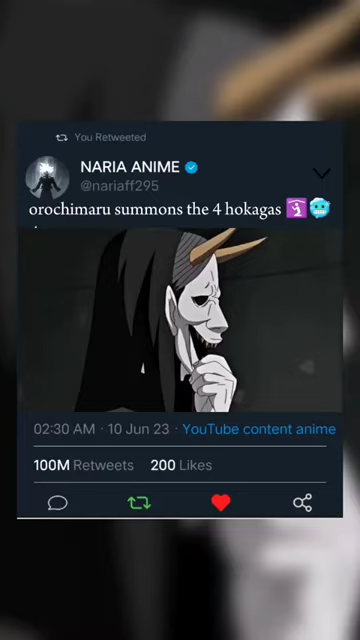 You Retweeted
NARIA ANIME
@nariaff295
orochimaru summons the 4 hokagas 🛐🥶
02:30 AM · 10 Jun 23 · YouTube content anime
100M Retweets 200 Likes